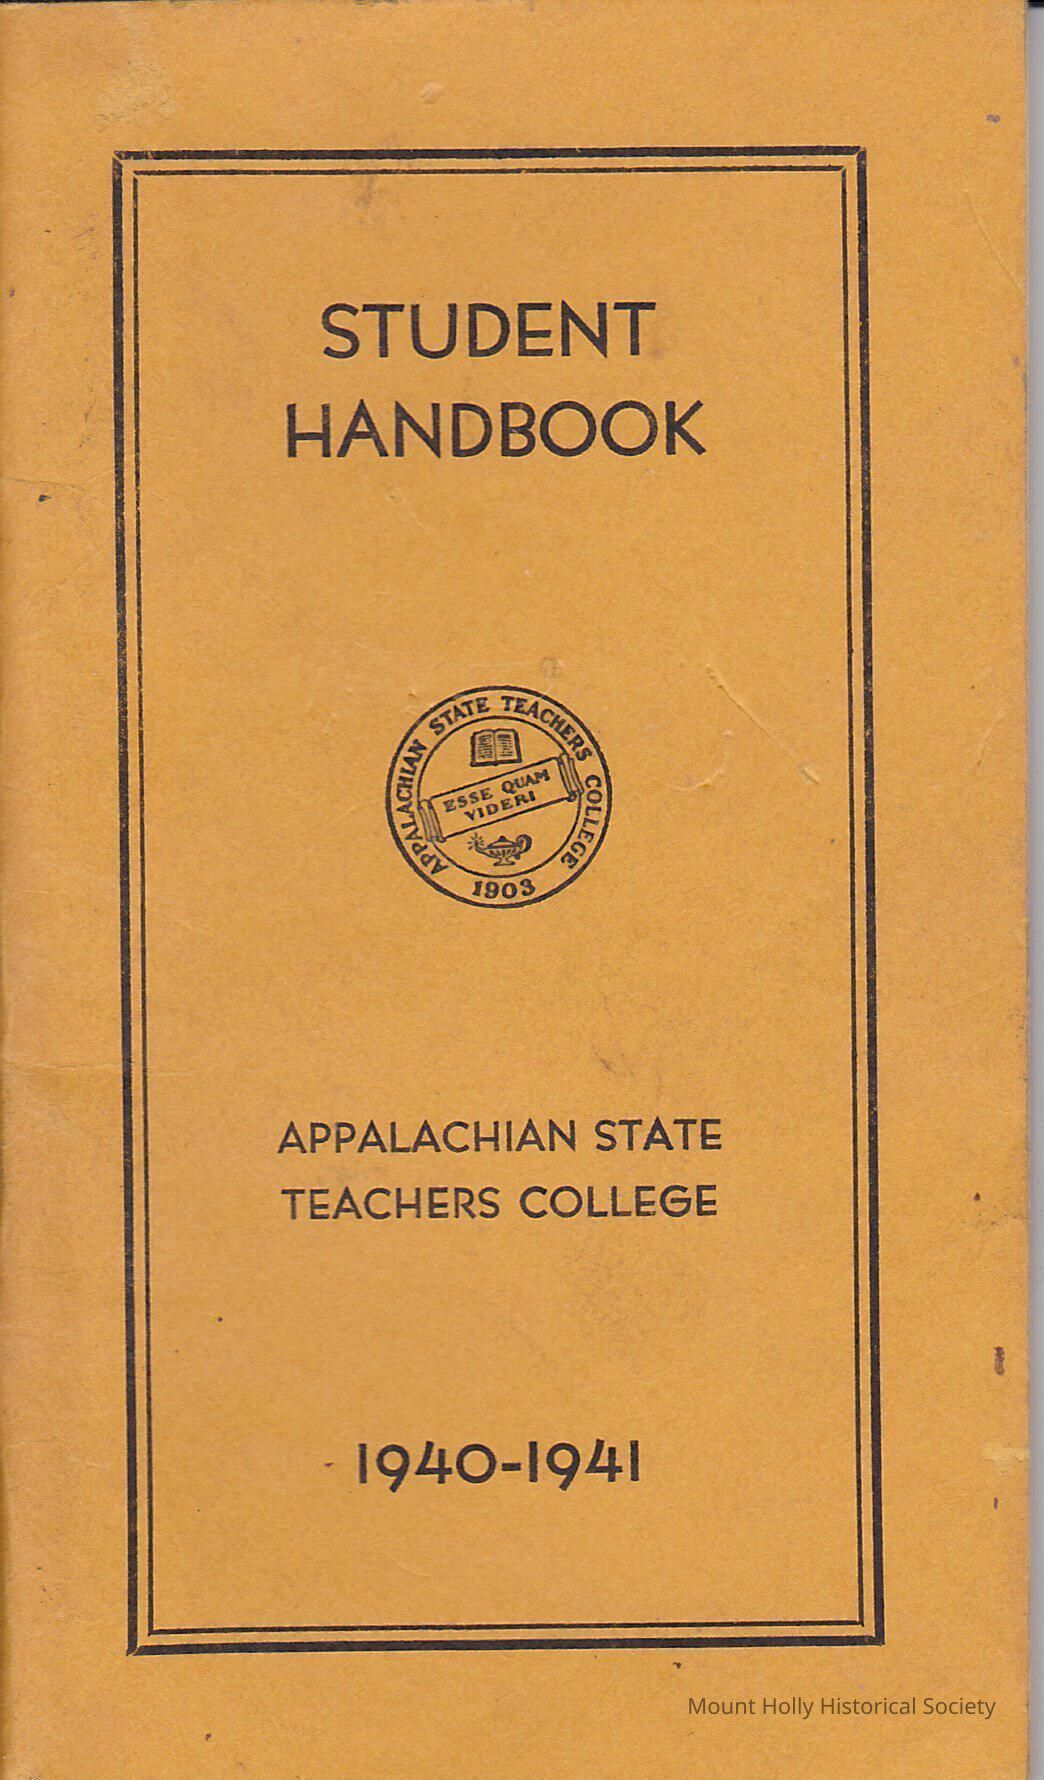 STUDENT
HANDBOOK
APPALACHIAN STATE TEACHERS COLLEGE
ESSE QUAM
VIDERI
1903
APPALACHIAN STATE
TEACHERS COLLEGE
1940-1941
Mount Holly Historical Society